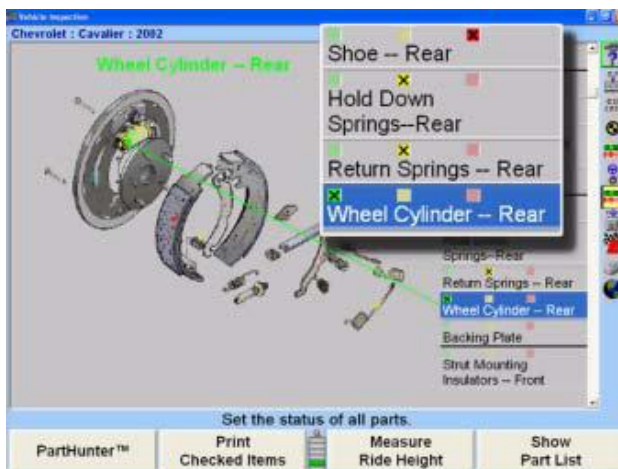 Vehicle Inspection
Chevrolet : Cavalier : 2002
Wheel Cylinder -- Rear
Shoe -- Rear
Hold Down
Springs--Rear
Return Springs -- Rear
Wheel Cylinder -- Rear
Springs--Rear
Return Springs -- Rear
Wheel Cylinder -- Rear
Backing Plate
Strut Mounting
Insulators -- Front
Set the status of all parts.
PartHunter™
Print
Checked Items
Measure
Ride Height
Show
Part List